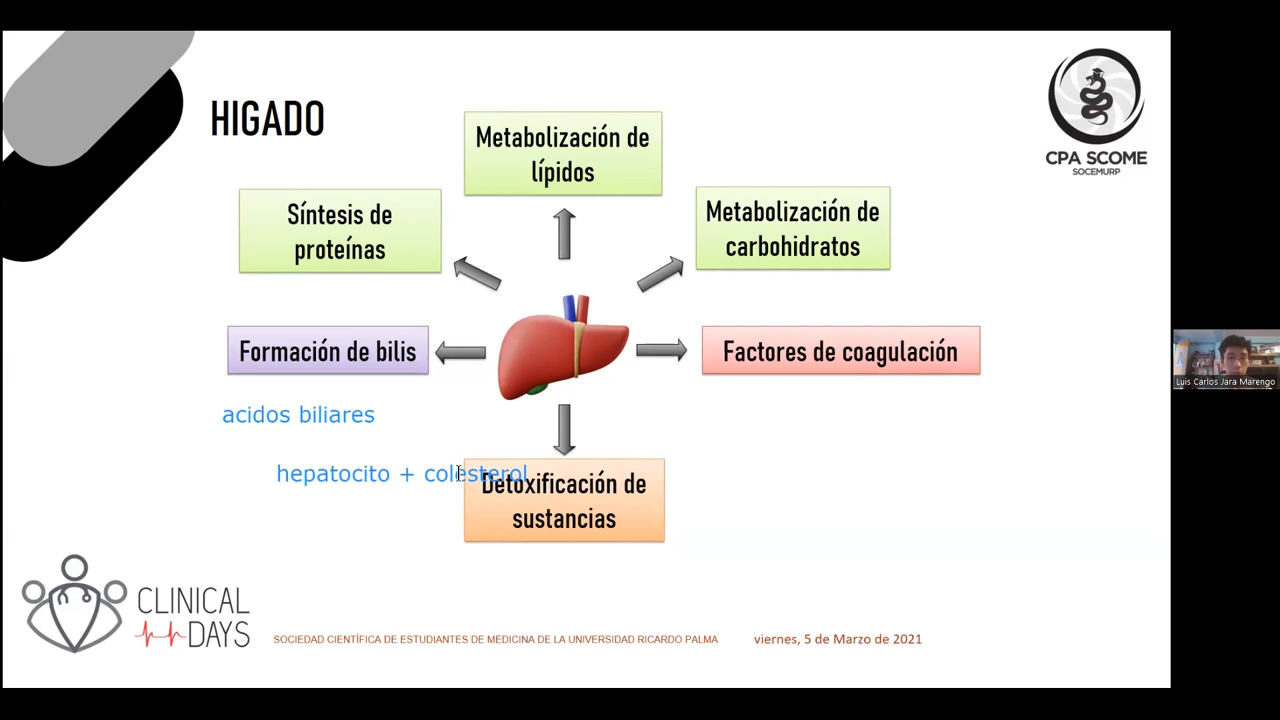 HIGADO
CPA SCOME
SOCEMURP
Metabolización de
lípidos
Síntesis de
proteínas
Metabolización de
carbohidratos
Formación de bilis
Factores de coagulación
acidos biliares
hepatocito + colesterol
Detoxificación de
sustancias
Luis Carlos Jara Marengo
CLINICAL
DAYS
SOCIEDAD CIENTÍFICA DE ESTUDIANTES DE MEDICINA DE LA UNIVERSIDAD RICARDO PALMA
viernes, 5 de Marzo de 2021